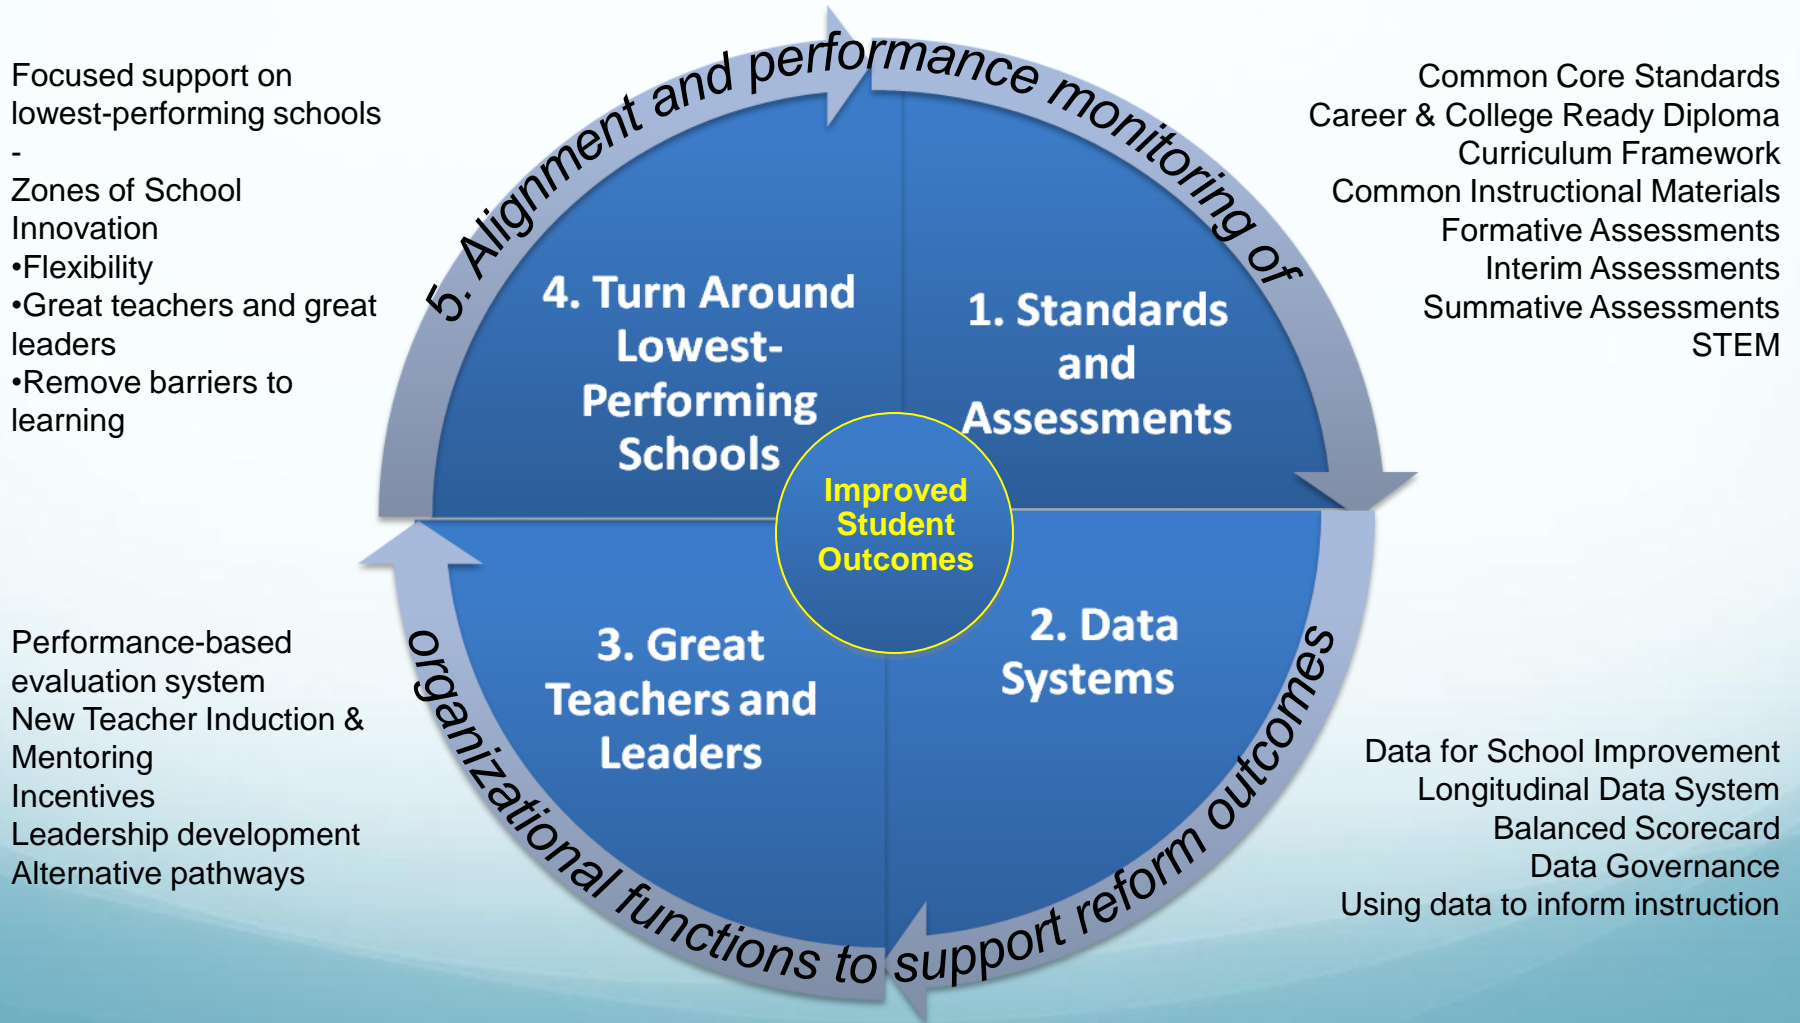 5. Alignment and performance monitoring of
organizational functions to support reform outcomes
Focused support on
lowest-performing schools
-
Zones of School
Innovation
•Flexibility
•Great teachers and great
leaders
•Remove barriers to
learning
Common Core Standards
Career & College Ready Diploma
Curriculum Framework
Common Instructional Materials
Formative Assessments
Interim Assessments
Summative Assessments
STEM
4. Turn Around
Lowest-
Performing
Schools
1. Standards
and
Assessments
Improved
Student
Outcomes
3. Great
Teachers and
Leaders
2. Data
Systems
Performance-based
evaluation system
New Teacher Induction &
Mentoring
Incentives
Leadership development
Alternative pathways
Data for School Improvement
Longitudinal Data System
Balanced Scorecard
Data Governance
Using data to inform instruction